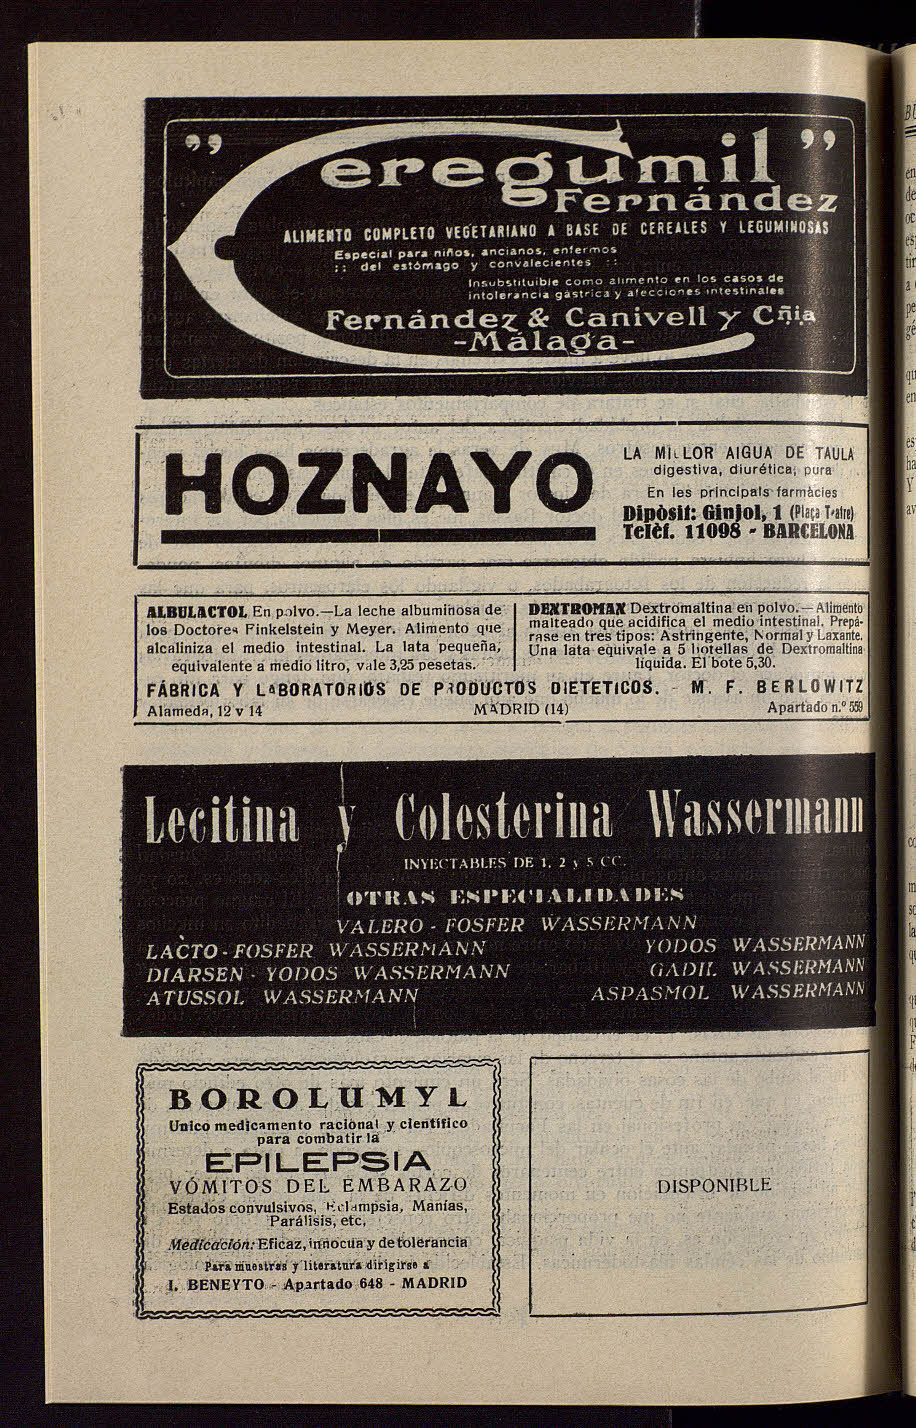 "Ceregumil"
Fernández
ALIMENTO COMPLETO VEGETARIANO A BASE DE CEREALES Y LEGUMINOSAS
Especial para niños, ancianos, enfermos
:: del estómago y convalecientes ::
Insubstituible como alimento en los casos de
intolerancia gástrica y afecciones intestinales
Fernández & Canivell y Cñia
-Málaga-
HOZNAYO
LA MILLOR AIGUA DE TAULA
digestiva, diurética, pura
En les principals farmàcies
Dipòsit: Ginjol, 1 (Plaça Teatre)
Telèf. 11098 - BARCELONA
ALBULACTOL En polvo.—La leche albuminosa de
los Doctores Finkelstein y Meyer. Alimento que
alcaliniza el medio intestinal. La lata pequeña,
equivalente a medio litro, vale 3,25 pesetas.
DEXTROMAX Dextromaltina en polvo.—Alimento
malteado que acidifica el medio intestinal. Prepá-
rase en tres tipos: Astringente, Normal y Laxante.
Una lata equivale a 5 botellas de Dextromaltina
líquida. El bote 5,30.
FÁBRICA Y LABORATORIOS DE PRODUCTOS DIETETICOS. - M. F. BERLOWITZ
Alameda, 12 y 14 MADRID (14) Apartado n.º 559
Lecitina y Colesterina Wassermann
INYECTABLES DE 1, 2 y 5 CC.
OTRAS ESPECIALIDADES
VALERO - FOSFER WASSERMANN
LACTO - FOSFER WASSERMANN YODOS WASSERMANN
DIARSEN - YODOS WASSERMANN GADIL WASSERMANN
ATUSSOL WASSERMANN ASPASMOL WASSERMANN
BOROLUMYL
Unico medicamento racional y científico
para combatir la
EPILEPSIA
VÓMITOS DEL EMBARAZO
Estados convulsivos, Eclampsia, Manías,
Parálisis, etc.
Medicación: Eficaz, innocua y de tolerancia
Para muestras y literatura dirigirse a
I. BENEYTO - Apartado 648 - MADRID
DISPONIBLE